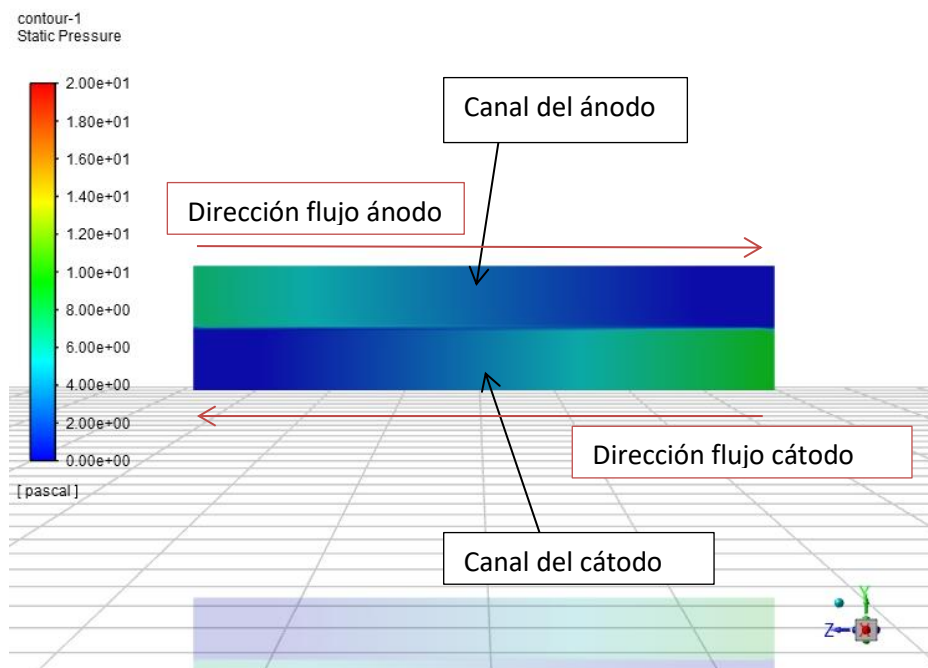 contour-1
Static Pressure
2.00e+01
1.80e+01
1.60e+01
1.40e+01
1.20e+01
1.00e+01
8.00e+00
6.00e+00
4.00e+00
2.00e+00
0.00e+00
[ pascal ]
Canal del ánodo
Dirección flujo ánodo
Dirección flujo cátodo
Canal del cátodo
Y
Z